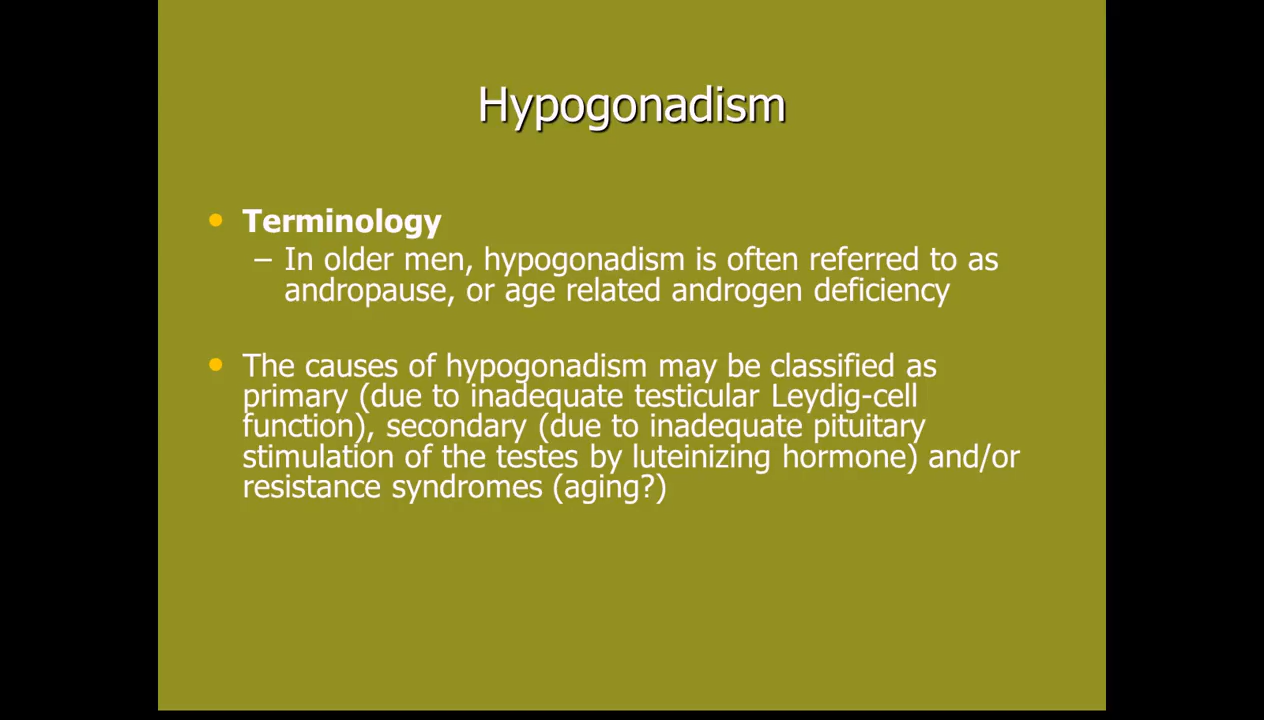 Hypogonadism
• Terminology
– In older men, hypogonadism is often referred to as
andropause, or age related androgen deficiency
• The causes of hypogonadism may be classified as
primary (due to inadequate testicular Leydig-cell
function), secondary (due to inadequate pituitary
stimulation of the testes by luteinizing hormone) and/or
resistance syndromes (aging?)